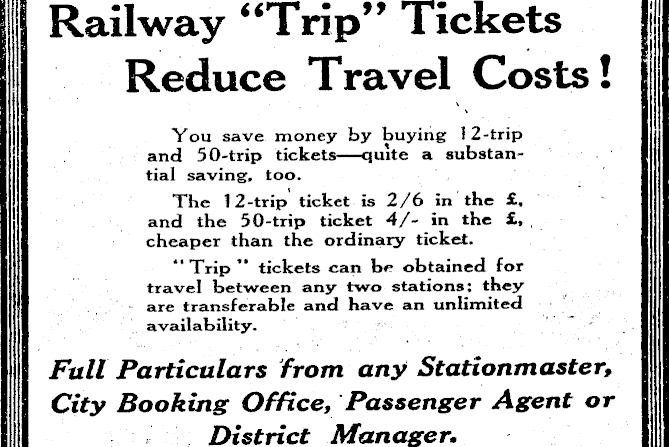 Railway “Trip” Tickets
Reduce Travel Costs!
You save money by buying 12-trip
and 50-trip tickets—quite a substan-
tial saving, too.
The 12-trip ticket is 2/6 in the £,
and the 50-trip ticket 4/- in the £,
cheaper than the ordinary ticket.
“Trip” tickets can be obtained for
travel between any two stations; they
are transferable and have an unlimited
availability.
Full Particulars from any Stationmaster,
City Booking Office, Passenger Agent or
District Manager.